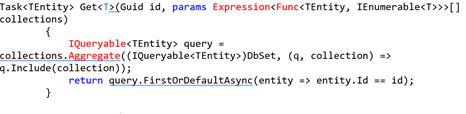 Task<TEntity> Get<T>(Guid id, params Expression<Func<TEntity, IEnumerable<T>>>[]
collections)
{
IQueryable<TEntity> query =
collections.Aggregate((IQueryable<TEntity>)DbSet, (q, collection) =>
q.Include(collection));
return query.FirstOrDefaultAsync(entity => entity.Id == id);
}